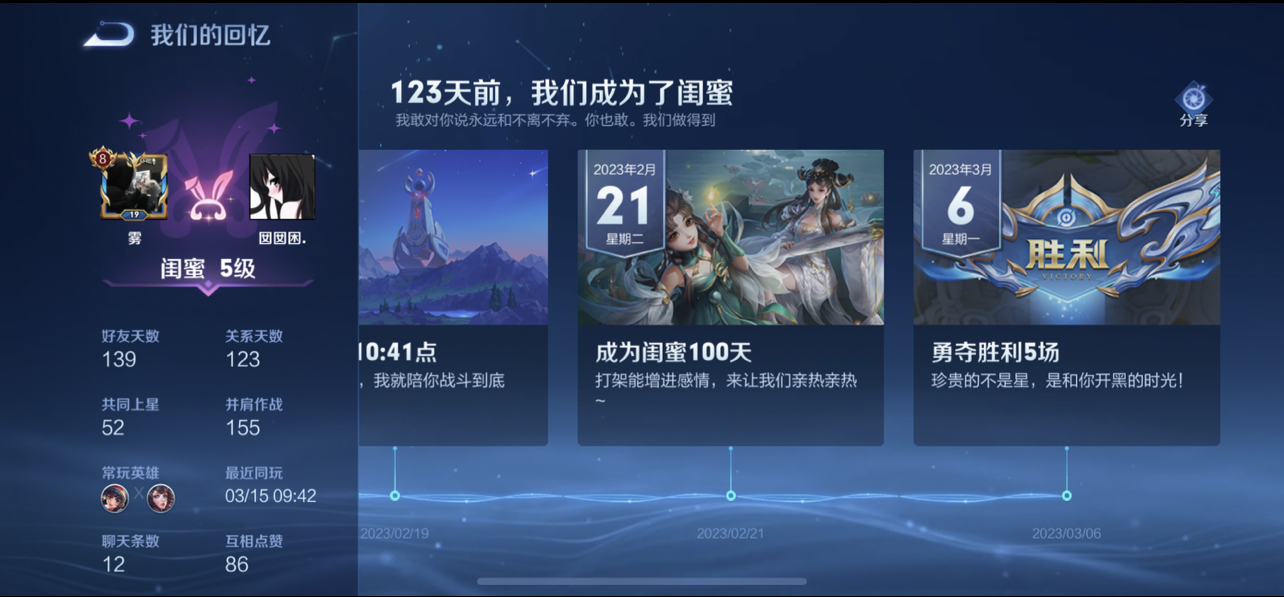 我们的回忆
8
19
雾
囡囡困.
闺蜜 5级
好友天数
139
关系天数
123
共同上星
52
并肩作战
155
常玩英雄
最近同玩
03/15 09:42
聊天条数
12
互相点赞
86
123天前，我们成为了闺蜜
我敢对你说永远和不离不弃。你也敢。我们做得到
分享
10:41点
，我就陪你战斗到底
2023年2月
21
星期二
成为闺蜜100天
打架能增进感情，来让我们亲热亲热
~
2023年3月
6
星期一
胜利
VICTORY
勇夺胜利5场
珍贵的不是星，是和你开黑的时光！
2023/02/19
2023/02/21
2023/03/06